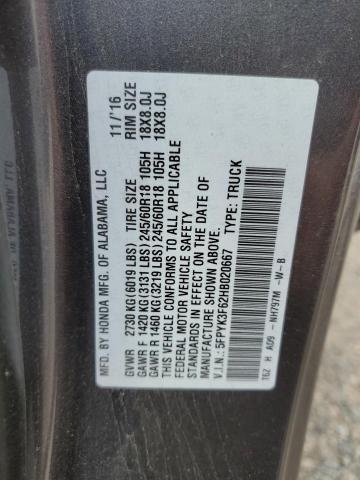 MFD. BY HONDA MFG. OF ALABAMA, LLC 11/'16
GVWR 2730 KG(6019 LBS) TIRE SIZE RIM SIZE
GAWR F 1420 KG(3131 LBS) 245/60R18 105H 18X8.0J
GAWR R 1460 KG(3219 LBS) 245/60R18 105H 18X8.0J
THIS VEHICLE CONFORMS TO ALL APPLICABLE
FEDERAL MOTOR VEHICLE SAFETY
STANDARDS IN EFFECT ON THE DATE OF
MANUFACTURE SHOWN ABOVE.
V.I.N.: 5FPYK3F62HB020667 TYPE: TRUCK
T6Z H A09 -NH797M -W-B